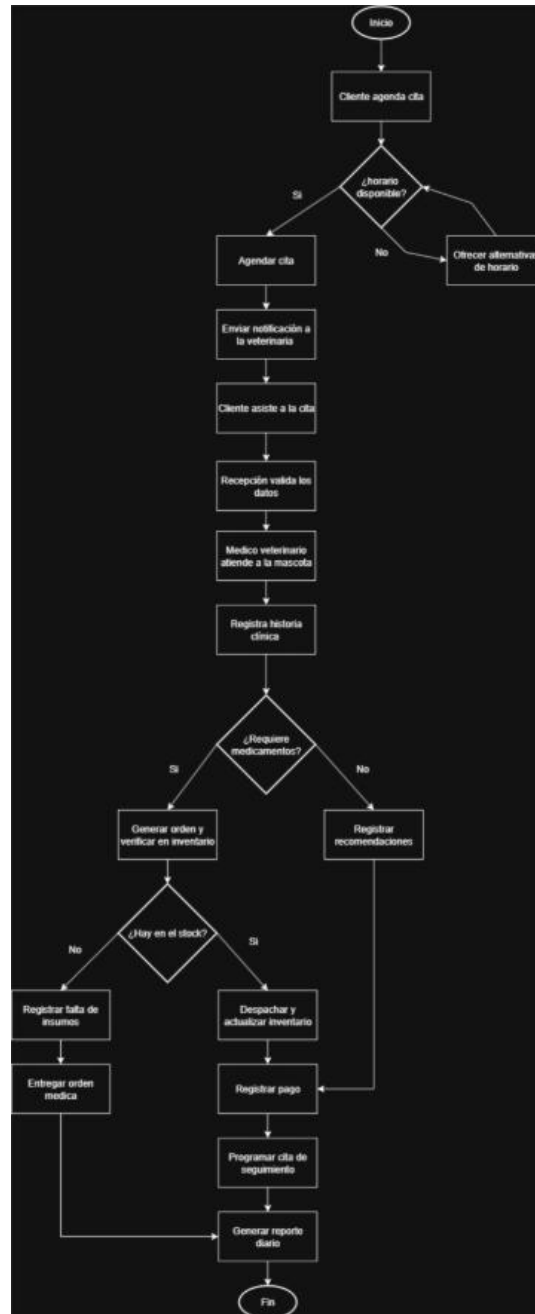 Inicio
Cliente agenda cita
¿horario
disponible?
Si
No
Ofrecer alternativa
de horario
Agendar cita
Enviar notificación a
la veterinaria
Cliente asiste a la cita
Recepción valida los
datos
Medico veterinario
atiende a la mascota
Registra historia
clínica
¿Requiere
medicamentos?
Si
No
Generar orden y
verificar en inventario
Registrar
recomendaciones
¿Hay en el stock?
No
Si
Registrar falta de
insumos
Despachar y
actualizar inventario
Entregar orden
medica
Registrar pago
Programar cita de
seguimiento
Generar reporte
diario
Fin